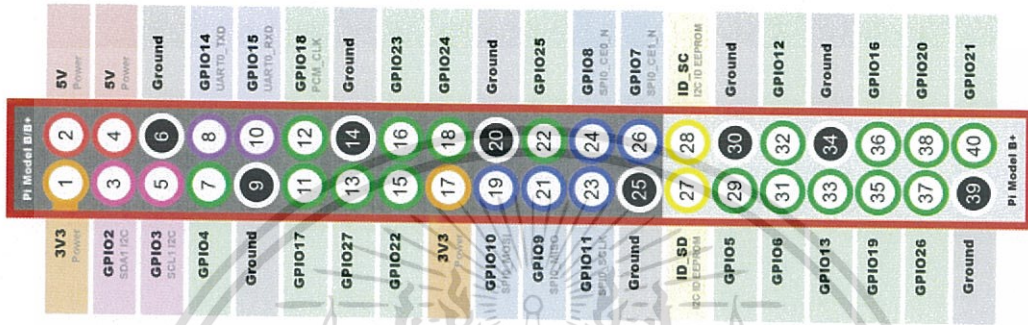 Pi Model B/B+
3V3 Power 1 2 5V Power
GPIO2 SDA1 I2C 3 4 5V Power
GPIO3 SCL1 I2C 5 6 Ground
GPIO4 7 8 GPIO14 UART0_TXD
Ground 9 10 GPIO15 UART0_RXD
GPIO17 11 12 GPIO18 PCM_CLK
GPIO27 13 14 Ground
GPIO22 15 16 GPIO23
3V3 Power 17 18 GPIO24
GPIO10 SPI0_MOSI 19 20 Ground
GPIO9 SPI0_MISO 21 22 GPIO25
GPIO11 SPI0_SCLK 23 24 GPIO8 SPI0_CE0_N
Ground 25 26 GPIO7 SPI0_CE1_N
ID_SD I2C ID EEPROM 27 28 ID_SC I2C ID EEPROM
GPIO5 29 30 Ground
GPIO6 31 32 GPIO12
GPIO13 33 34 Ground
GPIO19 35 36 GPIO16
GPIO26 37 38 GPIO20
Ground 39 40 GPIO21
Pi Model B+